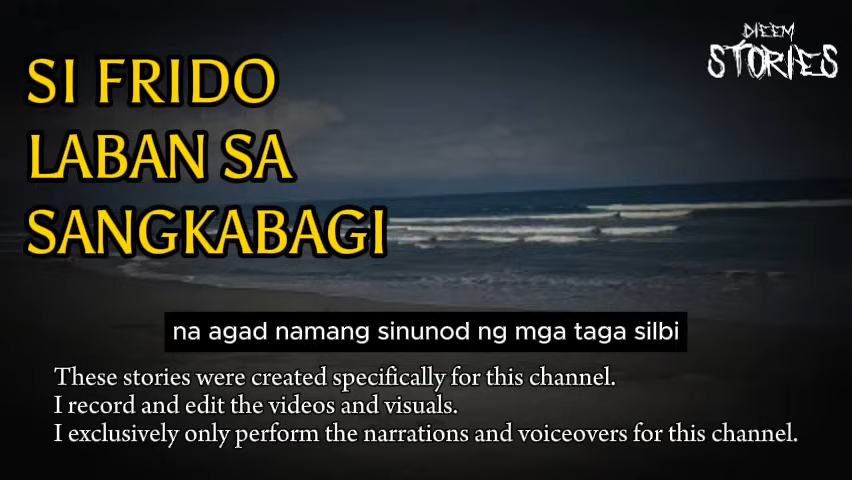 DIEEM
STORIES
SI FRIDO
LABAN SA
SANGKABAGI
na agad namang sinunod ng mga taga silbi
These stories were created specifically for this channel.
I record and edit the videos and visuals.
I exclusively only perform the narrations and voiceovers for this channel.